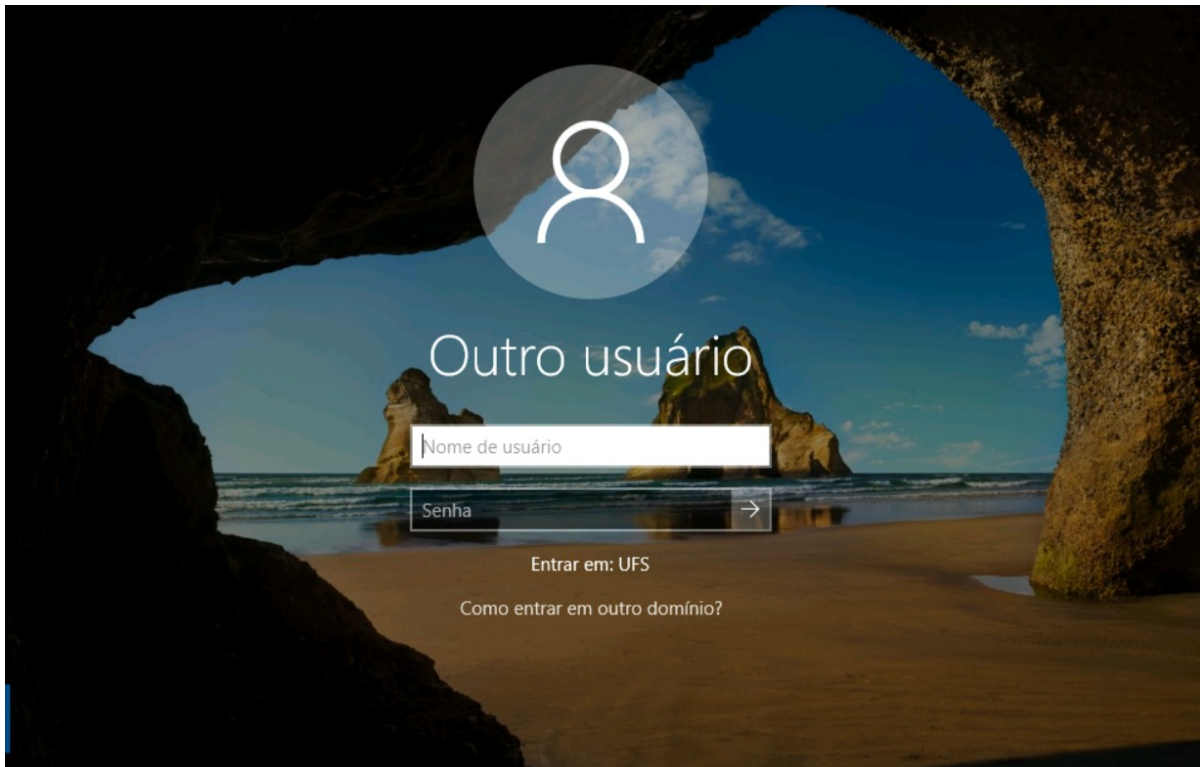 Outro usuário
Nome de usuário
Senha
Entrar em: UFS
Como entrar em outro domínio?